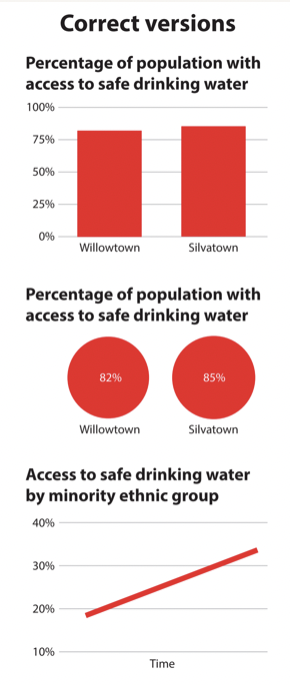 Correct versions
Percentage of population with
access to safe drinking water
100%
75%
50%
25%
0%
Willowtown Silvatown
Percentage of population with
access to safe drinking water
82% 85%
Willowtown Silvatown
Access to safe drinking water
by minority ethnic group
40%
30%
20%
10%
Time